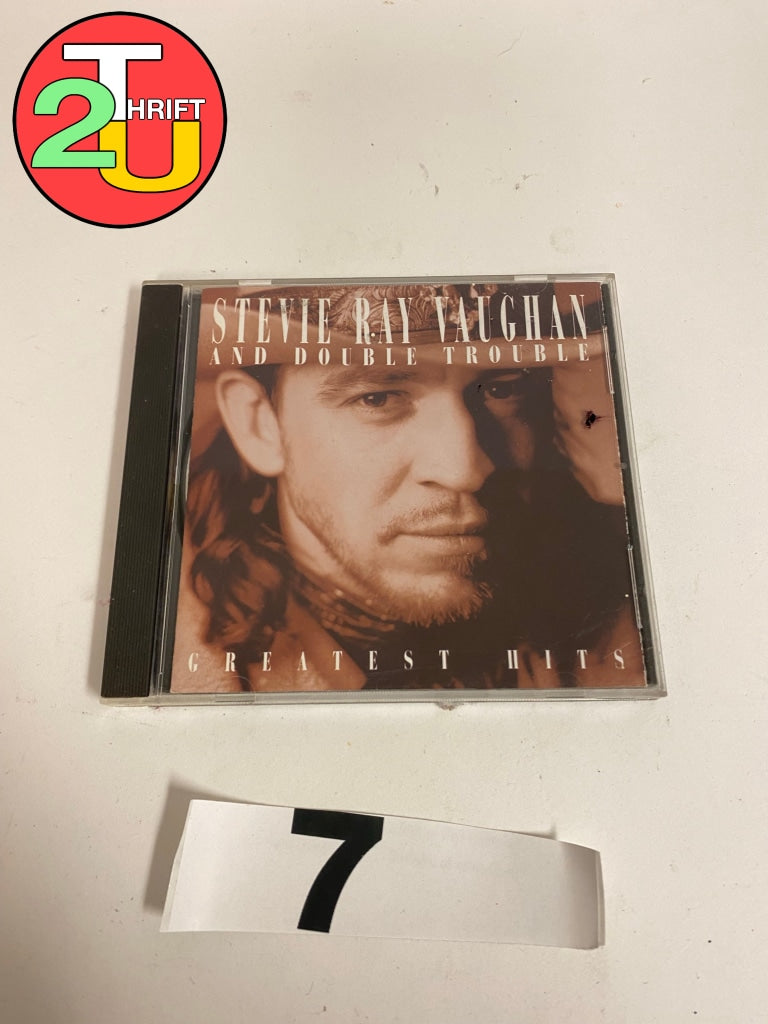 T
2 HRIFT
U
STEVIE RAY VAUGHAN
AND DOUBLE TROUBLE
GREATEST HITS
7